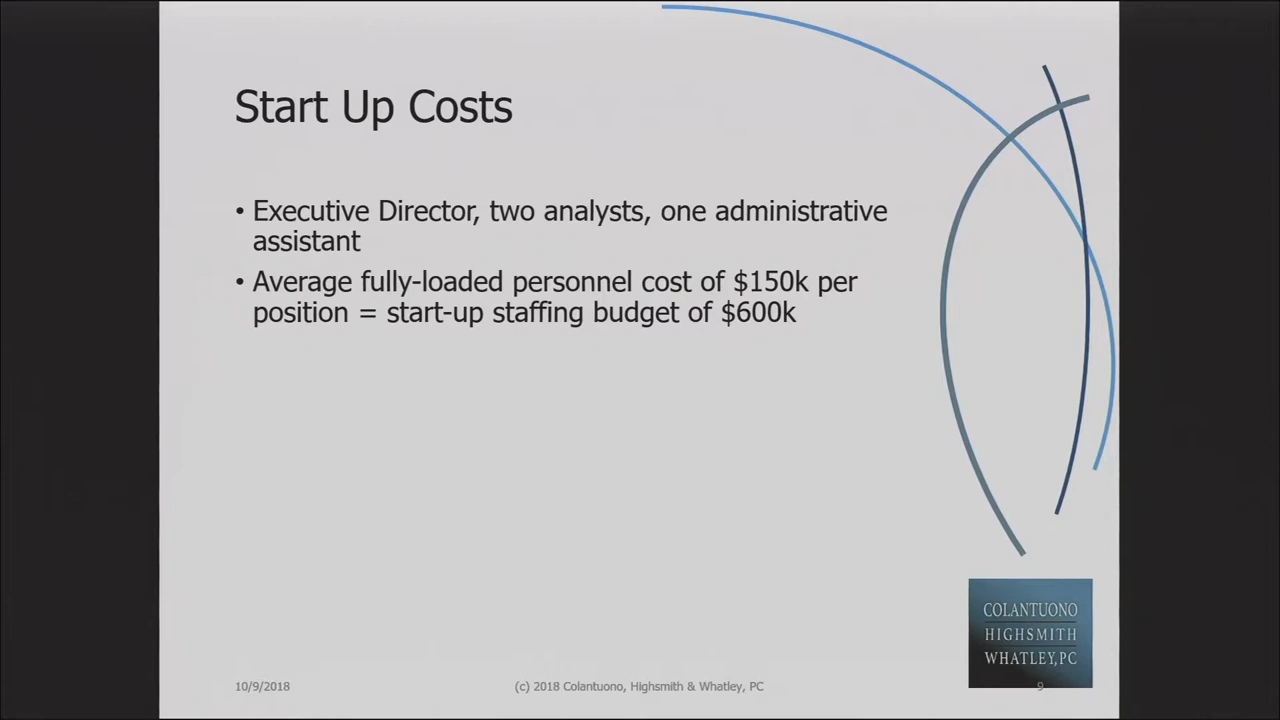 Start Up Costs
• Executive Director, two analysts, one administrative
assistant
• Average fully-loaded personnel cost of $150k per
position = start-up staffing budget of $600k
COLANTUONO
HIGHSMITH
WHATLEY, PC
10/9/2018
(c) 2018 Colantuono, Highsmith & Whatley, PC
9